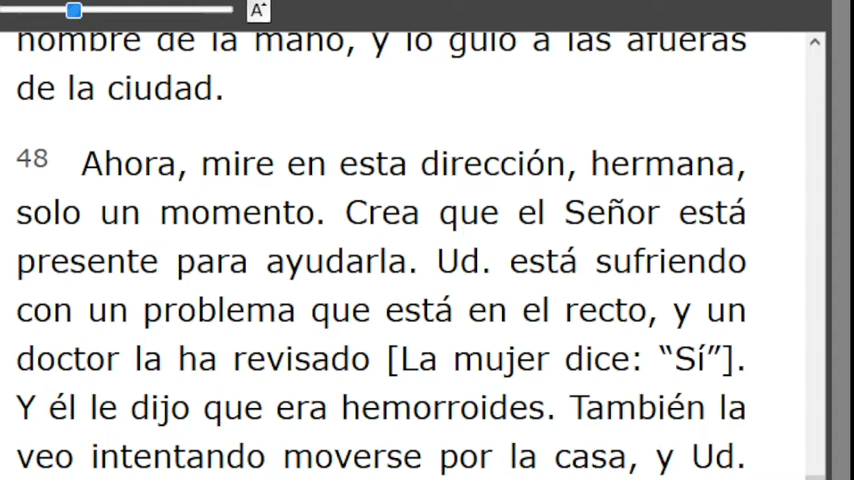 A
hombre de la mano, y lo guió a las afueras
de la ciudad.
48 Ahora, mire en esta dirección, hermana,
solo un momento. Crea que el Señor está
presente para ayudarla. Ud. está sufriendo
con un problema que está en el recto, y un
doctor la ha revisado [La mujer dice: “Sí”].
Y él le dijo que era hemorroides. También la
veo intentando moverse por la casa, y Ud.